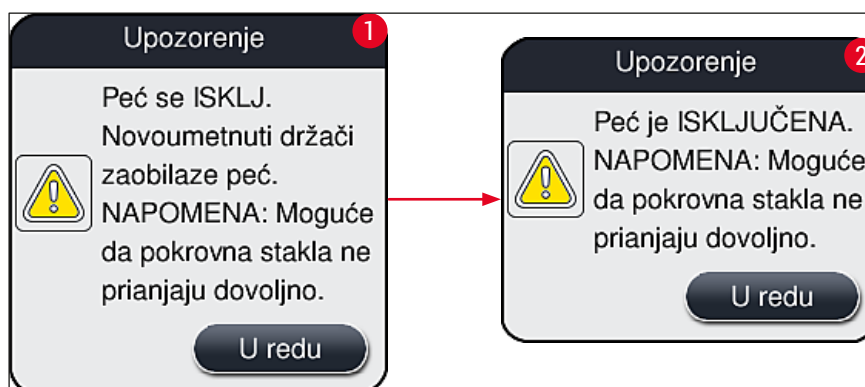 Upozorenje
1
Peć se ISKLJ.
Novoumetnuti držači
zaobilaze peć.
NAPOMENA: Moguće
da pokrovna stakla ne
prianjaju dovoljno.
U redu
Upozorenje
2
Peć je ISKLJUČENA.
NAPOMENA: Moguće
da pokrovna stakla ne
prianjaju dovoljno.
U redu